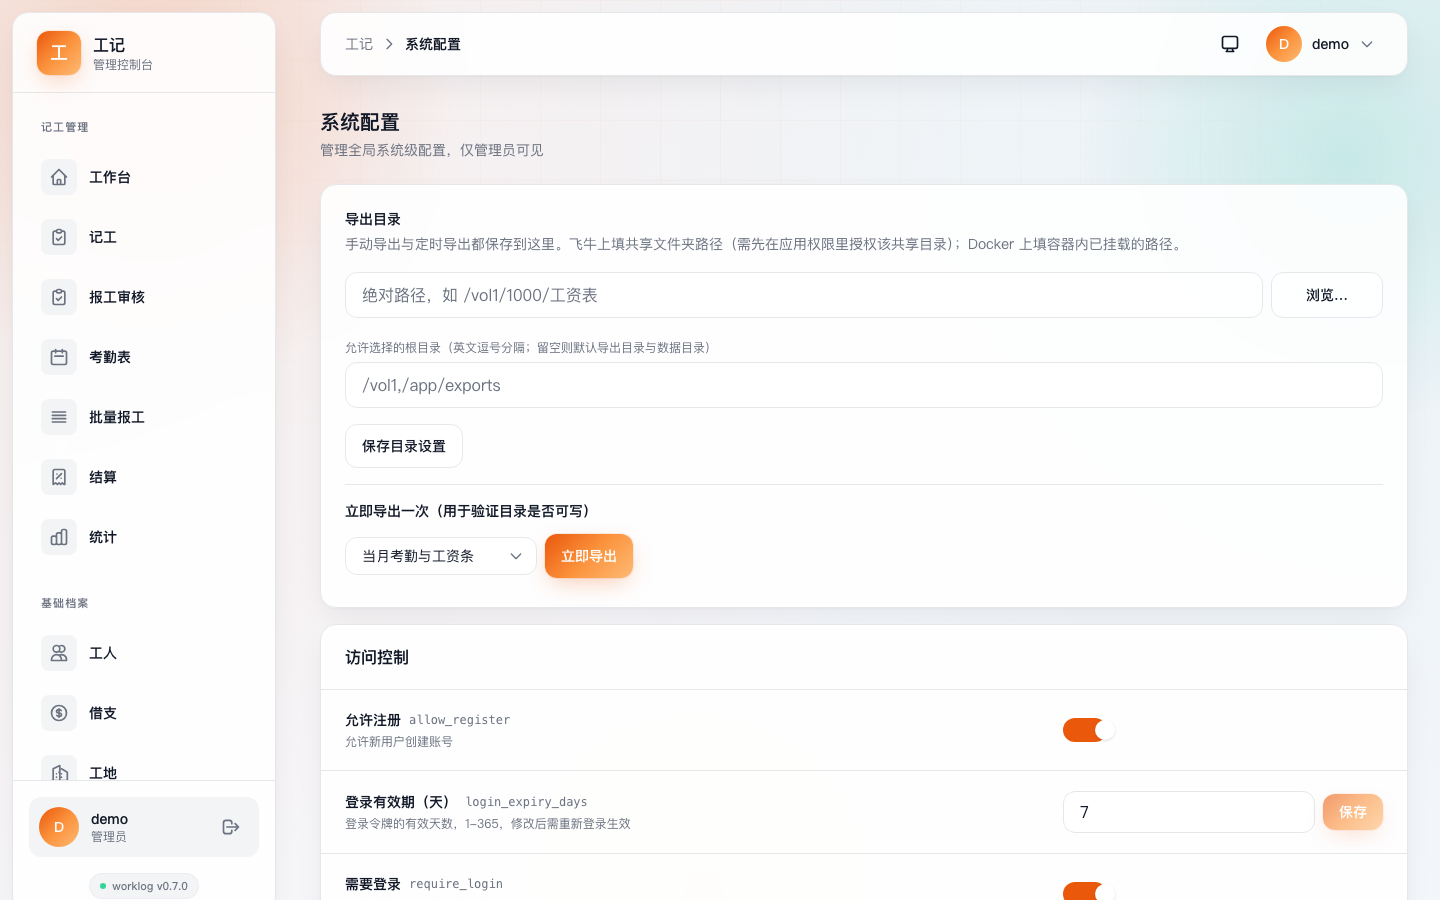 工
工记
管理控制台
记工管理
工作台
记工
报工审核
考勤表
批量报工
结算
统计
基础档案
工人
借支
工地
D
demo
管理员
worklog v0.7.0
工记
系统配置
D
demo
系统配置
管理全局系统级配置，仅管理员可见
导出目录
手动导出与定时导出都保存到这里。飞牛上填共享文件夹路径（需先在应用权限里授权该共享目录）；Docker 上填容器内已挂载的路径。
绝对路径，如 /vol1/1000/工资表
浏览...
允许选择的根目录（英文逗号分隔；留空则默认导出目录与数据目录）
/vol1,/app/exports
保存目录设置
立即导出一次（用于验证目录是否可写）
当月考勤与工资条
立即导出
访问控制
允许注册 allow_register
允许新用户创建账号
登录有效期（天） login_expiry_days
登录令牌的有效天数，1-365，修改后需重新登录生效
7
保存
需要登录 require_login